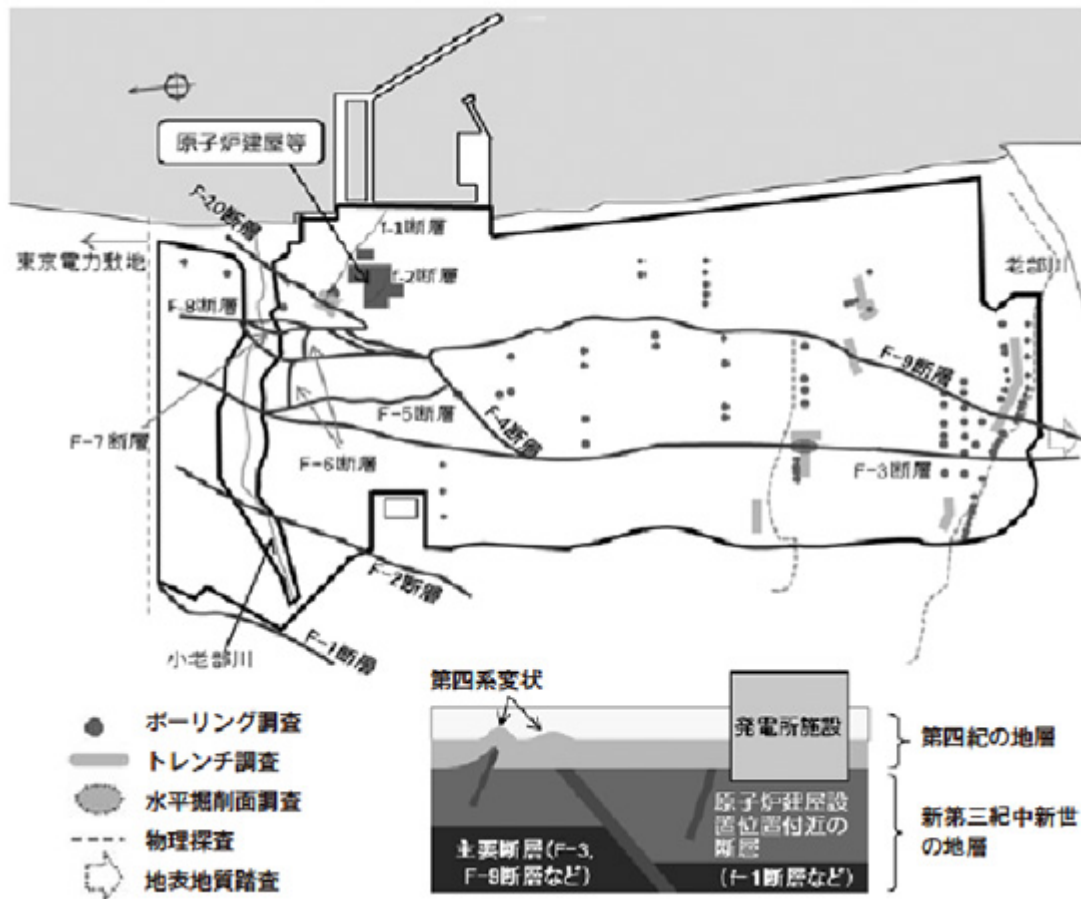 原子炉建屋等
F-20断層
f-1断層
f-2断層
東京電力敷地
老部川
F-8断層
F-9断層
F-5断層
F-4断層
F-7断層
F-6断層
F-3断層
F-2断層
F-1断層
小老部川
ボーリング調査
トレンチ調査
水平掘削面調査
物理探査
地表地質踏査
第四系変状
発電所施設
第四紀の地層
原子炉建屋設
置位置付近の
断層
(f-1断層など)
主要断層(F-3,
F-9断層など)
新第三紀中新世
の地層